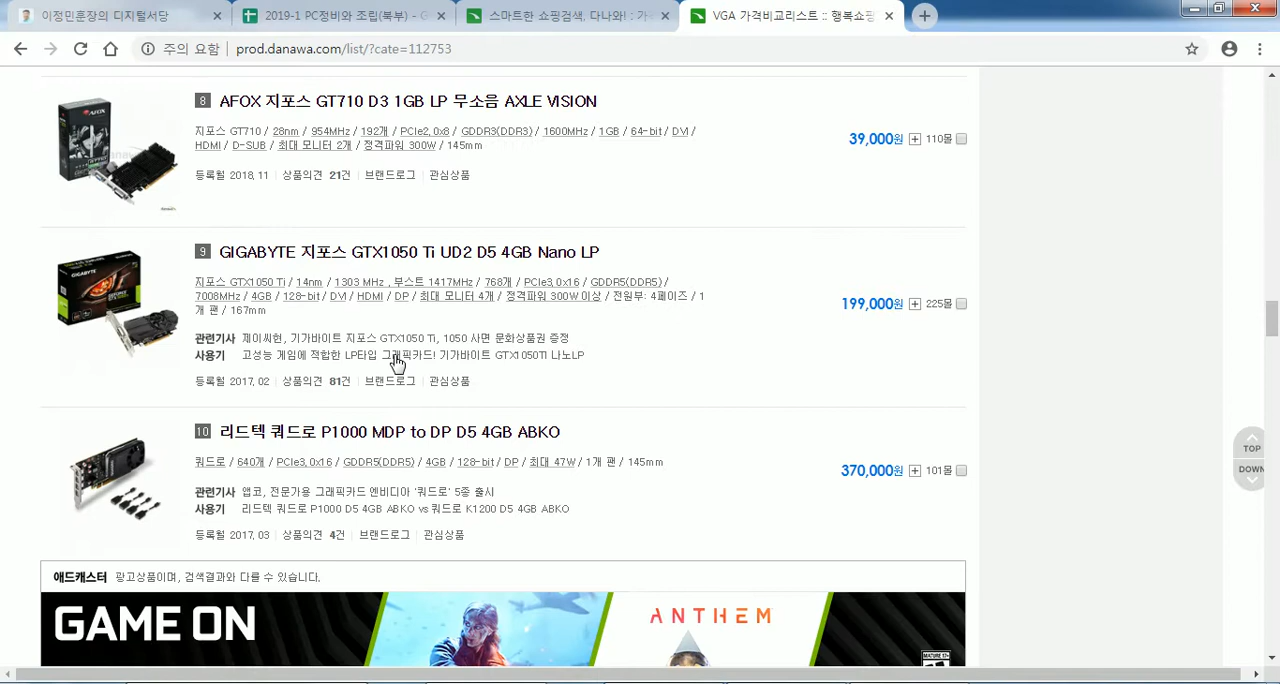 이정민훈장의 디지털서당
2019-1 PC정비와 조립(북부) - G
스마트한 쇼핑검색, 다나와! : 가
VGA 가격비교리스트 :: 행복쇼핑
주의 요함 prod.danawa.com/list/?cate=112753
8 AFOX 지포스 GT710 D3 1GB LP 무소음 AXLE VISION
지포스 GT710 / 28nm / 954MHz / 192개 / PCIe2.0x8 / GDDR3(DDR3) / 1600MHz / 1GB / 64-bit / DVI /
HDMI / D-SUB / 최대 모니터 2개 / 정격파워 300W / 145mm
39,000원 110몰
등록월 2018.11 상품의견 21건 브랜드로그 관심상품
9 GIGABYTE 지포스 GTX1050 Ti UD2 D5 4GB Nano LP
지포스 GTX1050 Ti / 14nm / 1303 MHz , 부스트 1417MHz / 768개 / PCIe3.0x16 / GDDR5(DDR5) /
7008MHz / 4GB / 128-bit / DVI / HDMI / DP / 최대 모니터 4개 / 정격파워 300W 이상 / 전원부: 4페이즈 / 1
개 팬 / 167mm
199,000원 225몰
관련기사 제이씨현, 기가바이트 지포스 GTX1050 Ti, 1050 사면 문화상품권 증정
사용기 고성능 게임에 적합한 LP타입 그래픽카드! 기가바이트 GTX1050TI 나노LP
등록월 2017.02 상품의견 81건 브랜드로그 관심상품
10 리드텍 쿼드로 P1000 MDP to DP D5 4GB ABKO
쿼드로 / 640개 / PCIe3.0x16 / GDDR5(DDR5) / 4GB / 128-bit / DP / 최대 47W / 1개 팬 / 145mm
370,000원 101몰
관련기사 앱코, 전문가용 그래픽카드 엔비디아 '쿼드로' 5종 출시
사용기 리드텍 쿼드로 P1000 D5 4GB ABKO vs 쿼드로 K1200 D5 4GB ABKO
등록월 2017.03 상품의견 4건 브랜드로그 관심상품
TOP
DOWN
애드캐스터 광고상품이며, 검색결과와 다를 수 있습니다.
GAME ON
ANTHEM
MATURE 17+